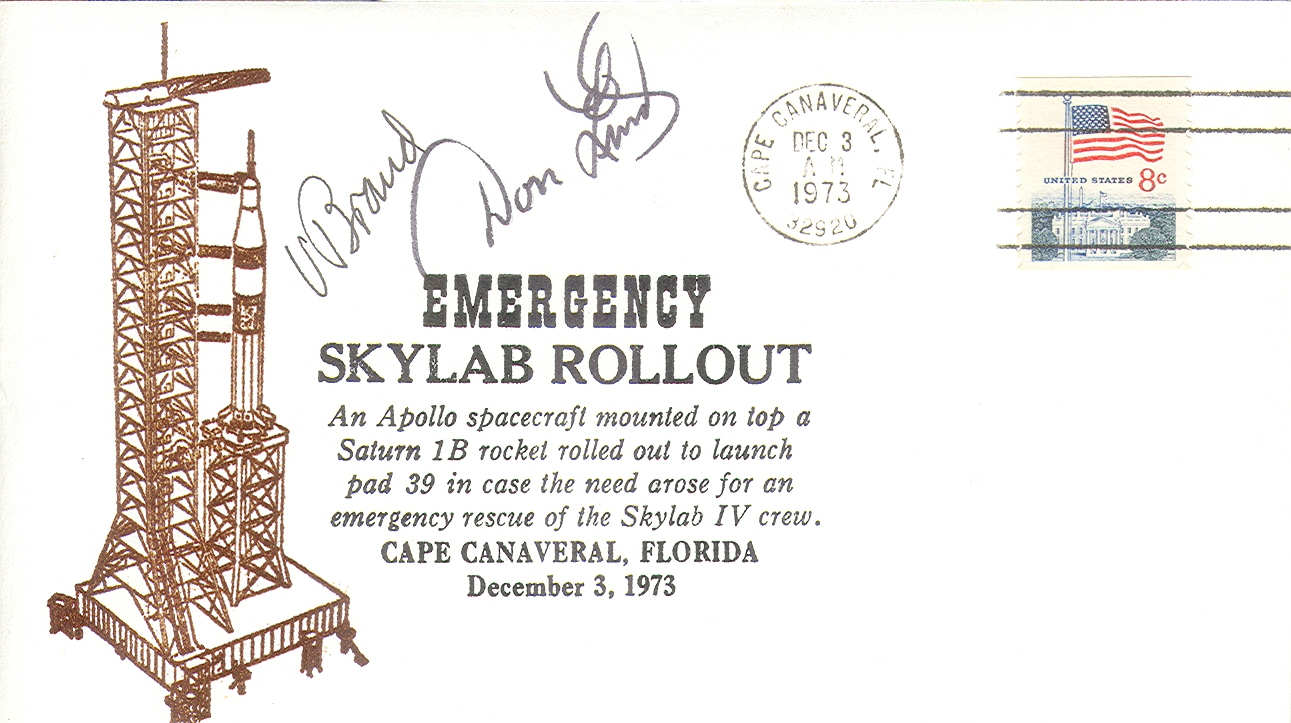 V Brand
Don Lind
CAPE CANAVERAL, FL
DEC 3
AM
1973
32920
UNITED STATES 8c
EMERGENCY
SKYLAB ROLLOUT
An Apollo spacecraft mounted on top a
Saturn 1B rocket rolled out to launch
pad 39 in case the need arose for an
emergency rescue of the Skylab IV crew.
CAPE CANAVERAL, FLORIDA
December 3, 1973